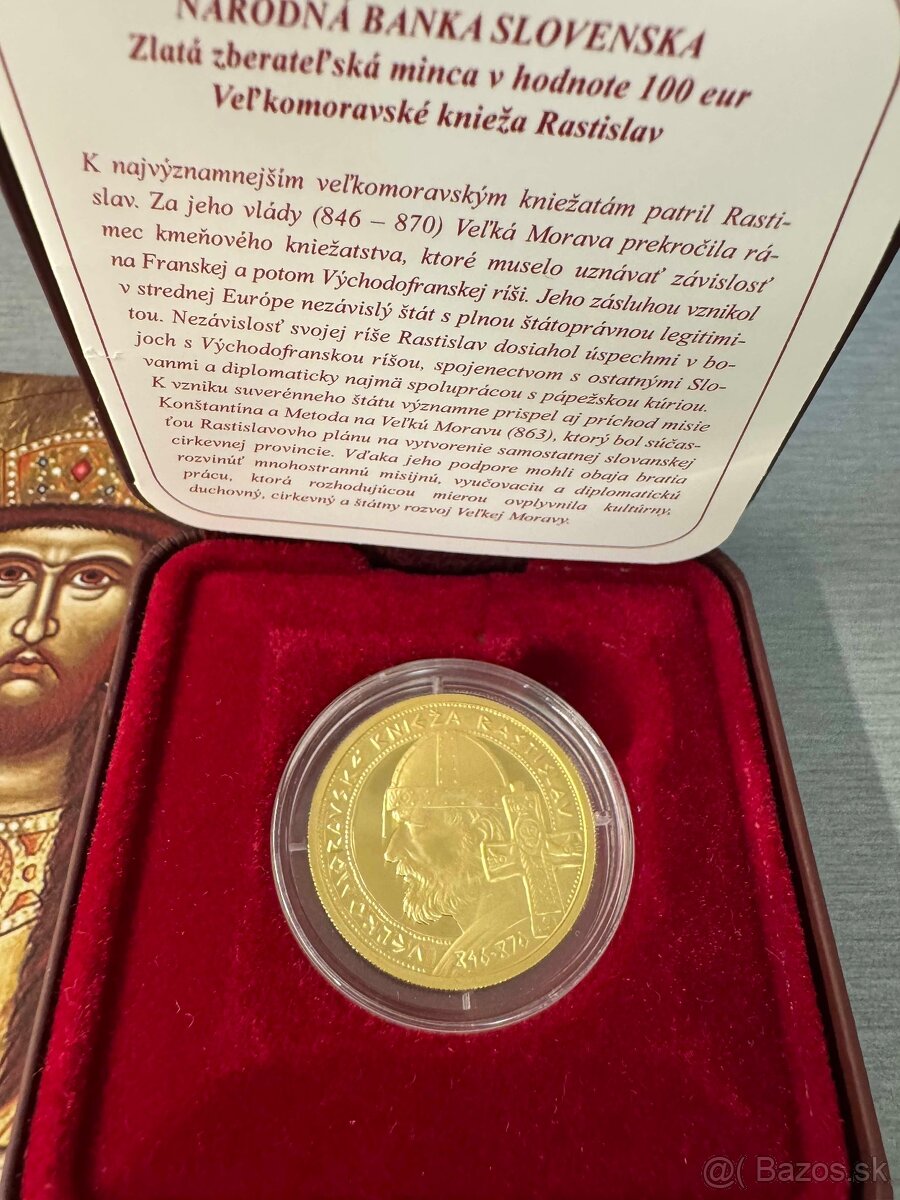 NÁRODNÁ BANKA SLOVENSKA
Zlatá zberateľská minca v hodnote 100 eur
Veľkomoravské knieža Rastislav
K najvýznamnejším veľkomoravským kniežatám patril Rasti-
slav. Za jeho vlády (846 – 870) Veľká Morava prekročila rá-
mec kmeňového kniežatstva, ktoré muselo uznávať závislosť
na Franskej a potom Východofranskej ríši. Jeho zásluhou vznikol
v strednej Európe nezávislý štát s plnou štátoprávnou legitimi-
tou. Nezávislosť svojej ríše Rastislav dosiahol úspechmi v bo-
joch s Východofranskou ríšou, spojenectvom s ostatnými Slo-
vanmi a diplomaticky najmä spoluprácou s pápežskou kúriou.
K vzniku suverénneho štátu významne prispel aj príchod misie
Konštantína a Metoda na Veľkú Moravu (863), ktorý bol súčas-
ťou Rastislavovho plánu na vytvorenie samostatnej slovanskej
cirkevnej provincie. Vďaka jeho podpore mohli obaja bratia
rozvinúť mnohostrannú misijnú, vyučovaciu a diplomatickú
prácu, ktorá rozhodujúcou mierou ovplyvnila kultúrny,
duchovný, cirkevný a štátny rozvoj Veľkej Moravy.
VEĽKOMORAVSKÉ KNIEŽA RASTISLAV
846-870
@( Bazos.sk